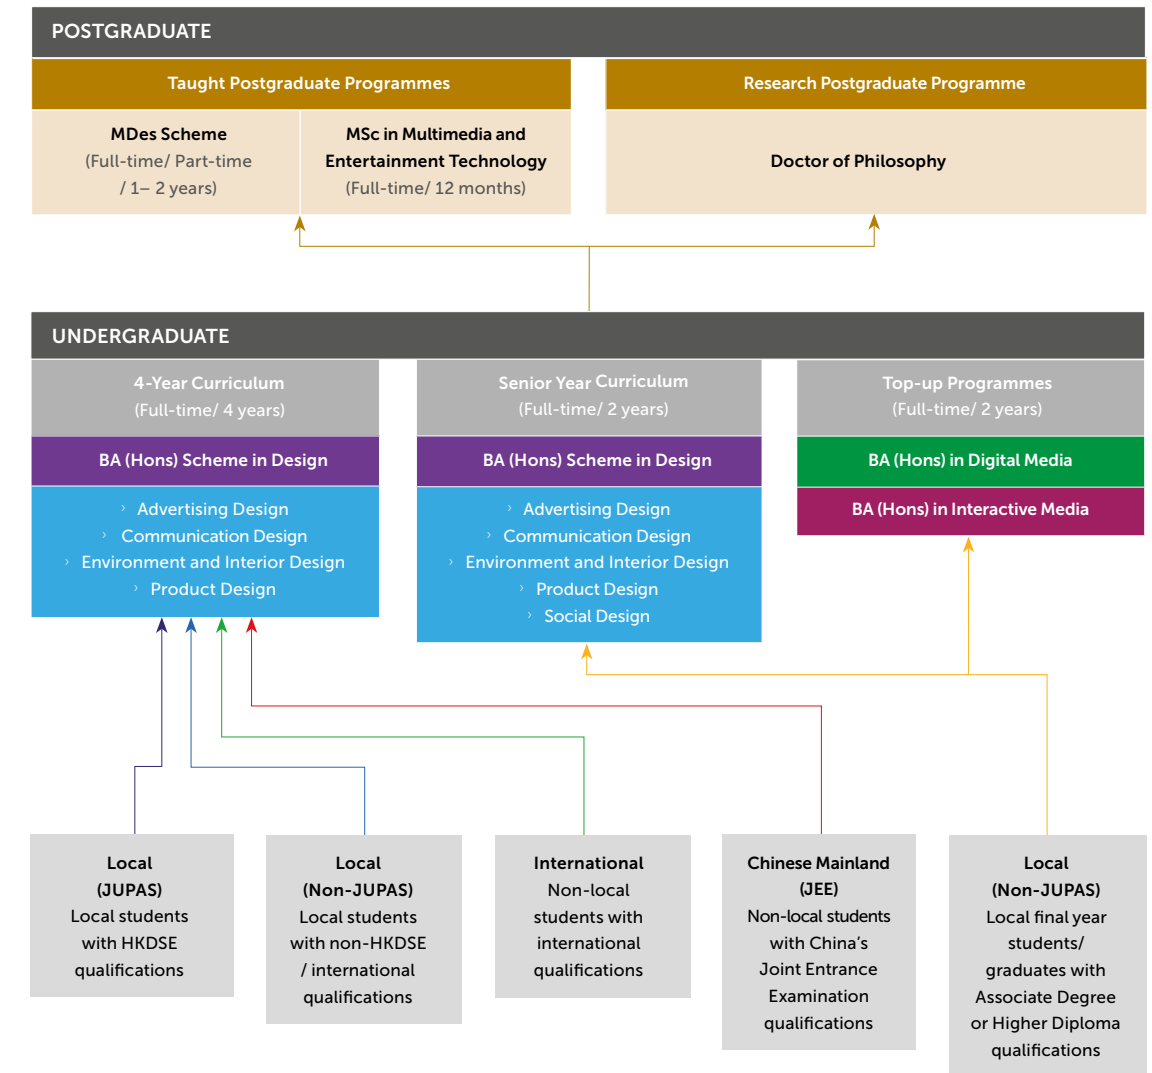 POSTGRADUATE
Taught Postgraduate Programmes
Research Postgraduate Programme
MDes Scheme
(Full-time/ Part-time
/ 1– 2 years)
MSc in Multimedia and
Entertainment Technology
(Full-time/ 12 months)
Doctor of Philosophy
UNDERGRADUATE
4-Year Curriculum
(Full-time/ 4 years)
BA (Hons) Scheme in Design
› Advertising Design
› Communication Design
› Environment and Interior Design
› Product Design
Senior Year Curriculum
(Full-time/ 2 years)
BA (Hons) Scheme in Design
› Advertising Design
› Communication Design
› Environment and Interior Design
› Product Design
› Social Design
Top-up Programmes
(Full-time/ 2 years)
BA (Hons) in Digital Media
BA (Hons) in Interactive Media
Local
(JUPAS)
Local students
with HKDSE
qualifications
Local
(Non-JUPAS)
Local students
with non-HKDSE
/ international
qualifications
International
Non-local
students with
international
qualifications
Chinese Mainland
(JEE)
Non-local students
with China’s
Joint Entrance
Examination
qualifications
Local
(Non-JUPAS)
Local final year
students/
graduates with
Associate Degree
or Higher Diploma
qualifications